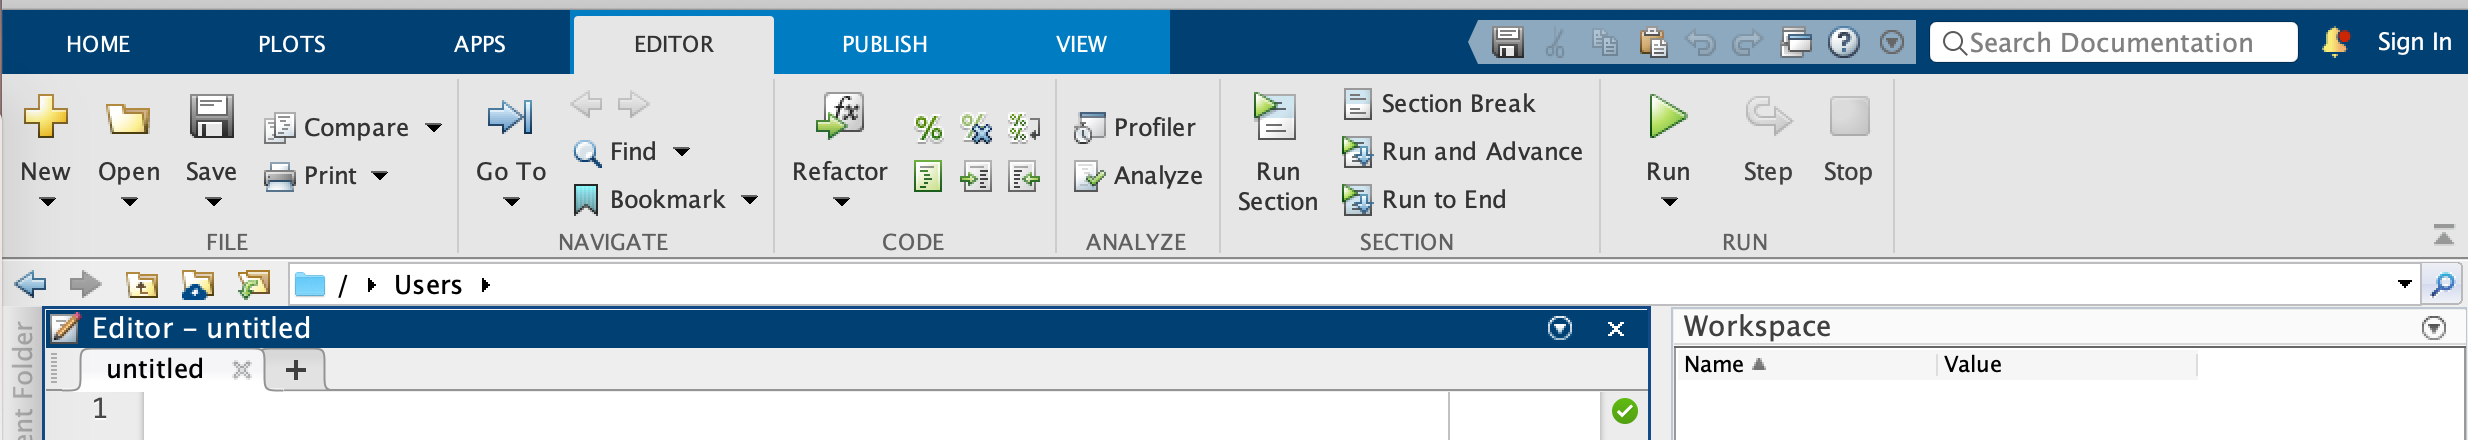 HOME PLOTS APPS EDITOR PUBLISH VIEW Search Documentation Sign In
New Open Save Compare Print
FILE
Go To Find Bookmark
NAVIGATE
Refactor
CODE
Profiler
Analyze
ANALYZE
Run Section
Section Break
Run and Advance
Run to End
SECTION
Run Step Stop
RUN
/ Users
Editor – untitled
Workspace
untitled +
Name Value
1